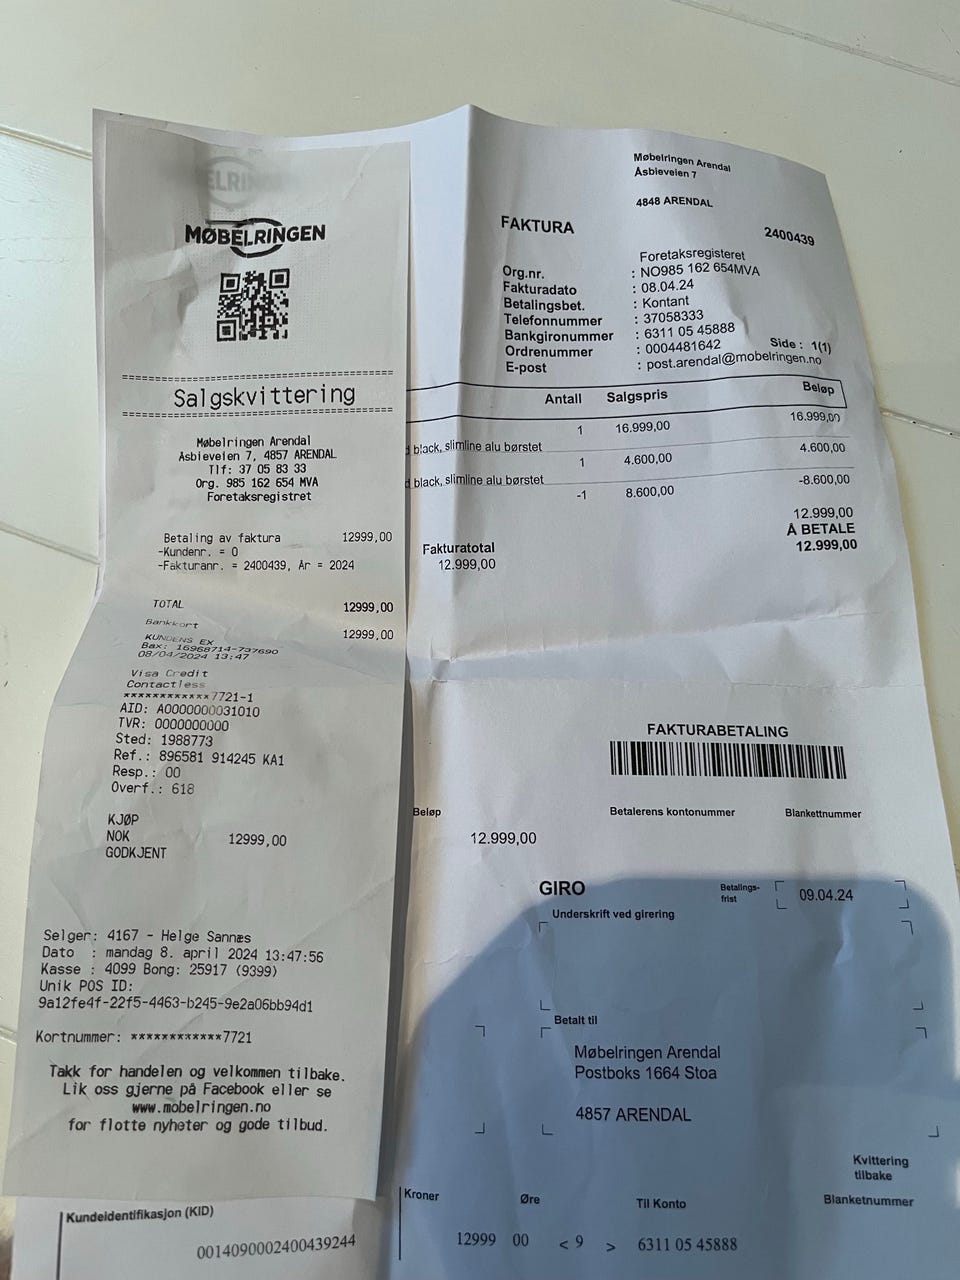 MØBELRINGEN
Salgskvittering
Møbelringen Arendal
Åsbieveien 7, 4857 ARENDAL
Tlf: 37 05 83 33
Org. 985 162 654 MVA
Foretaksregistret
Betaling av faktura 12999,00
-Kundenr. = 0
-Fakturanr. = 2400439, År = 2024
TOTAL 12999,00
Bankkort 12999,00
KUNDENS EX
Bax: 16968714-737690
08/04/2024 13:47
Visa Credit
Contactless
************7721-1
AID: A0000000031010
TVR: 0000000000
Sted: 1988773
Ref.: 896581 914245 KA1
Resp.: 00
Overf.: 618
KJØP
NOK 12999,00
GODKJENT
Selger: 4167 - Helge Sannæs
Dato : mandag 8. april 2024 13:47:56
Kasse : 4099 Bong: 25917 (9399)
Unik POS ID:
9a12fe4f-22f5-4463-b245-9e2a06bb94d1
Kortnummer: ************7721
Takk for handelen og velkommen tilbake.
Lik oss gjerne på Facebook eller se
www.mobelringen.no
for flotte nyheter og gode tilbud.
Møbelringen Arendal
Åsbieveien 7
4848 ARENDAL
FAKTURA 2400439
Foretaksregisteret
Org.nr. : NO985 162 654MVA
Fakturadato : 08.04.24
Betalingsbet. : Kontant
Telefonnummer : 37058333
Bankgironummer : 6311 05 45888
Ordrenummer : 0004481642 Side : 1(1)
E-post : post.arendal@mobelringen.no
Antall Salgspris Beløp
1 16.999,00 16.999,00
black, slimline alu børstet
1 4.600,00 4.600,00
black, slimline alu børstet
-1 8.600,00 -8.600,00
12.999,00
Fakturatotal Å BETALE
12.999,00 12.999,00
FAKTURABETALING
Beløp Betalerens kontonummer Blankettnummer
12.999,00
GIRO Betalings-
frist 09.04.24
Underskrift ved girering
Betalt til
Møbelringen Arendal
Postboks 1664 Stoa
4857 ARENDAL
Kvittering
tilbake
Kundeidentifikasjon (KID) Kroner Øre Til Konto Blanketnummer
0014090002400439244 12999 00 < 9 > 6311 05 45888